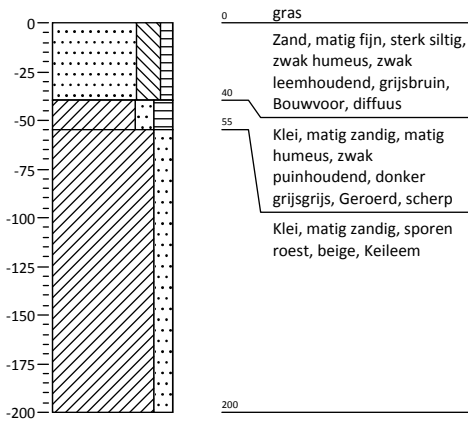 0
-25
-50
-75
-100
-125
-150
-175
-200
0 gras
Zand, matig fijn, sterk siltig,
zwak humeus, zwak
leemhoudend, grijsbruin,
Bouwvoor, diffuus
40
55
Klei, matig zandig, matig
humeus, zwak
puinhoudend, donker
grijsgrijs, Geroerd, scherp
Klei, matig zandig, sporen
roest, beige, Keileem
200